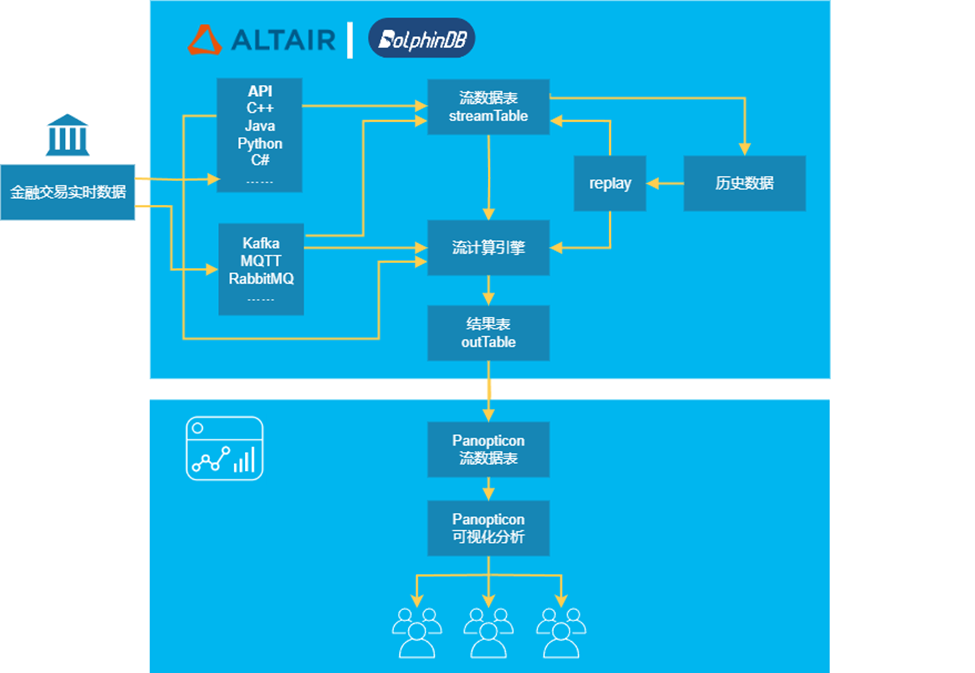 ALTAIR
DolphinDB
API
C++
Java
Python
C#
......
流数据表
streamTable
金融交易实时数据
replay
历史数据
Kafka
MQTT
RabbitMQ
......
流计算引擎
结果表
outTable
Panopticon
流数据表
Panopticon
可视化分析